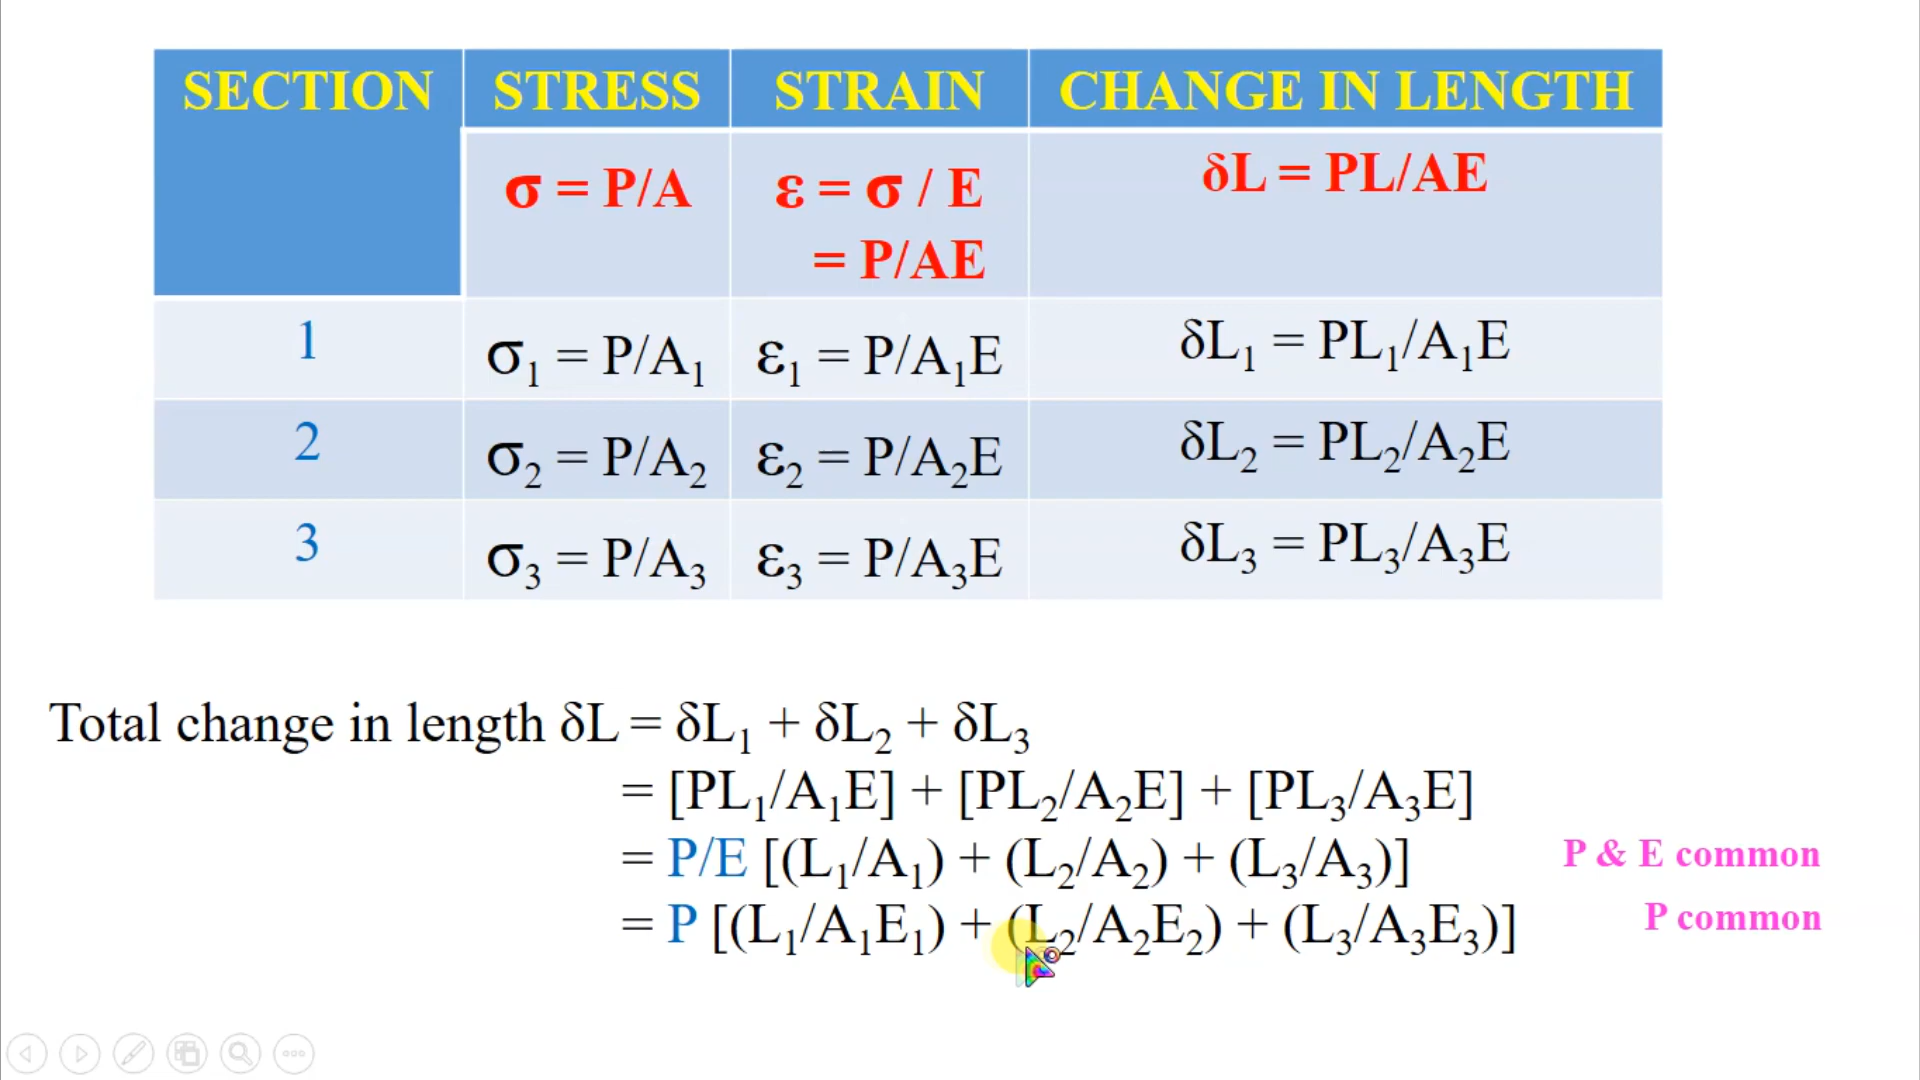 SECTION STRESS STRAIN CHANGE IN LENGTH
σ = P/A ε = σ / E δL = PL/AE
= P/AE
1 σ₁ = P/A₁ ε₁ = P/A₁E δL₁ = PL₁/A₁E
2 σ₂ = P/A₂ ε₂ = P/A₂E δL₂ = PL₂/A₂E
3 σ₃ = P/A₃ ε₃ = P/A₃E δL₃ = PL₃/A₃E
Total change in length δL = δL₁ + δL₂ + δL₃
= [PL₁/A₁E] + [PL₂/A₂E] + [PL₃/A₃E]
= P/E [(L₁/A₁) + (L₂/A₂) + (L₃/A₃)] P & E common
= P [(L₁/A₁E₁) + (L₂/A₂E₂) + (L₃/A₃E₃)] P common